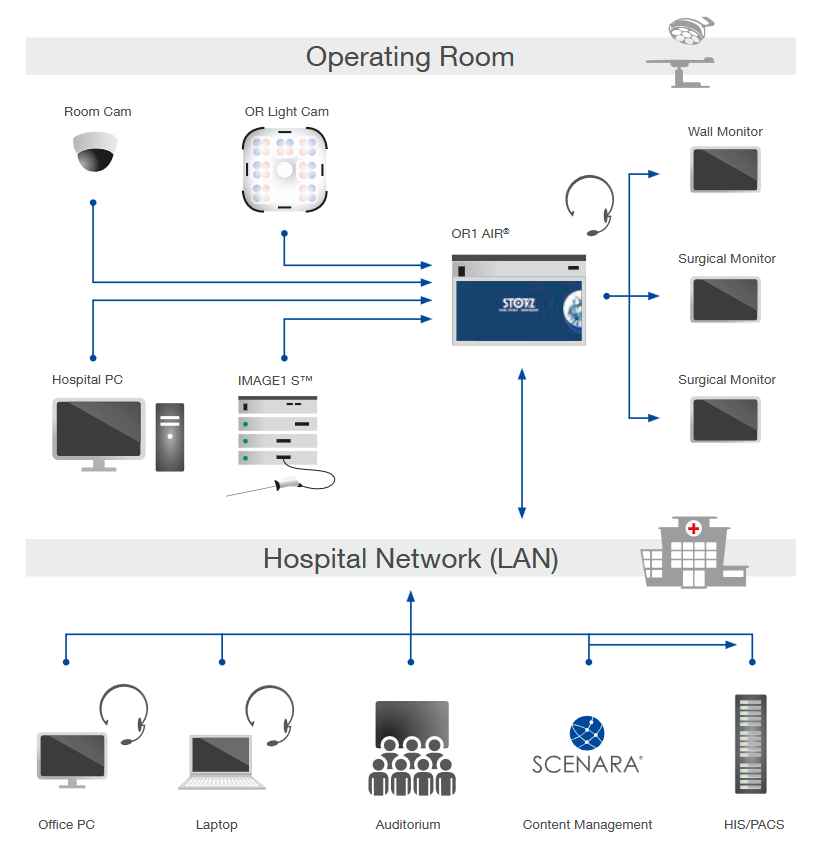 Operating Room
Room Cam
OR Light Cam
Wall Monitor
OR1 AIR®
Surgical Monitor
STORZ
Hospital PC
IMAGE1 S™
Surgical Monitor
Hospital Network (LAN)
SCENARA®
Office PC
Laptop
Auditorium
Content Management
HIS/PACS